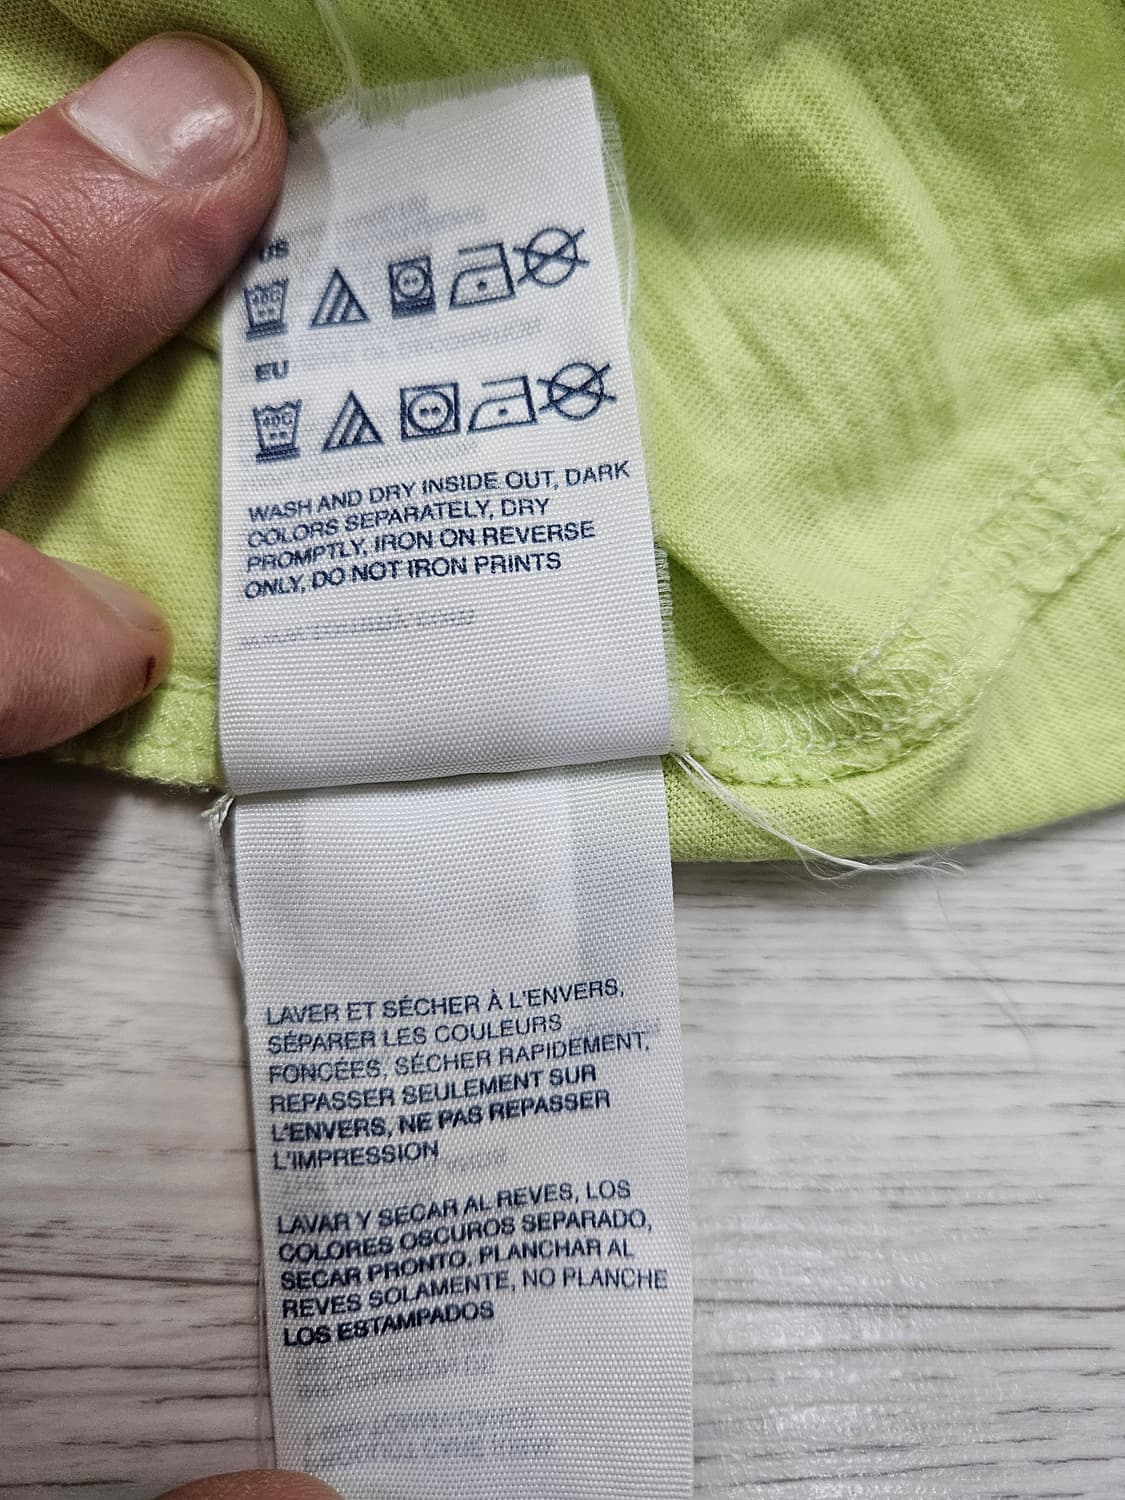 US
40C
EU
40C
WASH AND DRY INSIDE OUT, DARK
COLORS SEPARATELY, DRY
PROMPTLY, IRON ON REVERSE
ONLY, DO NOT IRON PRINTS
LAVER ET SÉCHER À L'ENVERS,
SÉPARER LES COULEURS
FONCÉES, SÉCHER RAPIDEMENT,
REPASSER SEULEMENT SUR
L'ENVERS, NE PAS REPASSER
L'IMPRESSION
LAVAR Y SECAR AL REVES, LOS
COLORES OSCUROS SEPARADO,
SECAR PRONTO, PLANCHAR AL
REVES SOLAMENTE, NO PLANCHE
LOS ESTAMPADOS